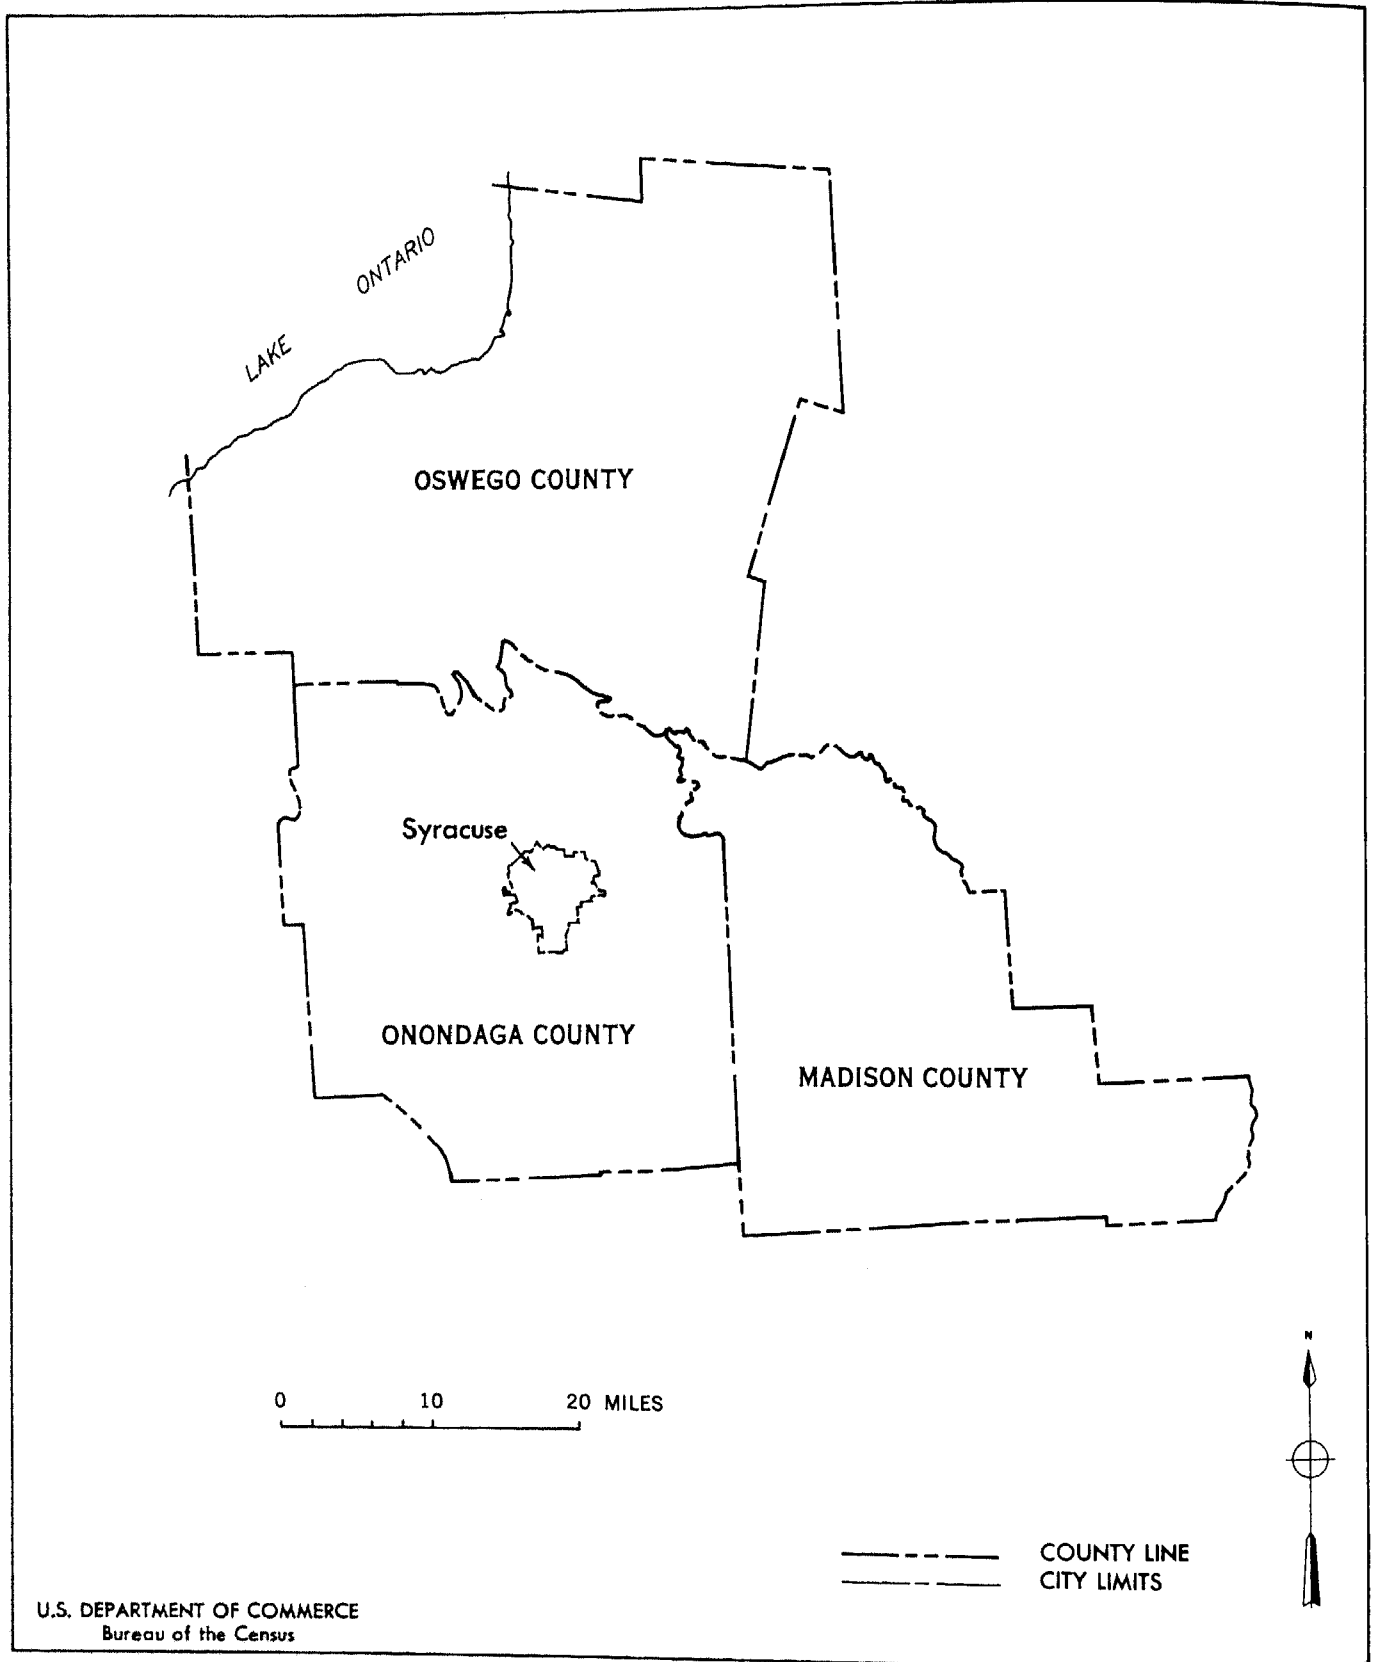 LAKE ONTARIO
OSWEGO COUNTY
Syracuse
ONONDAGA COUNTY
MADISON COUNTY
N
0 10 20 MILES
COUNTY LINE
CITY LIMITS
U.S. DEPARTMENT OF COMMERCE
Bureau of the Census